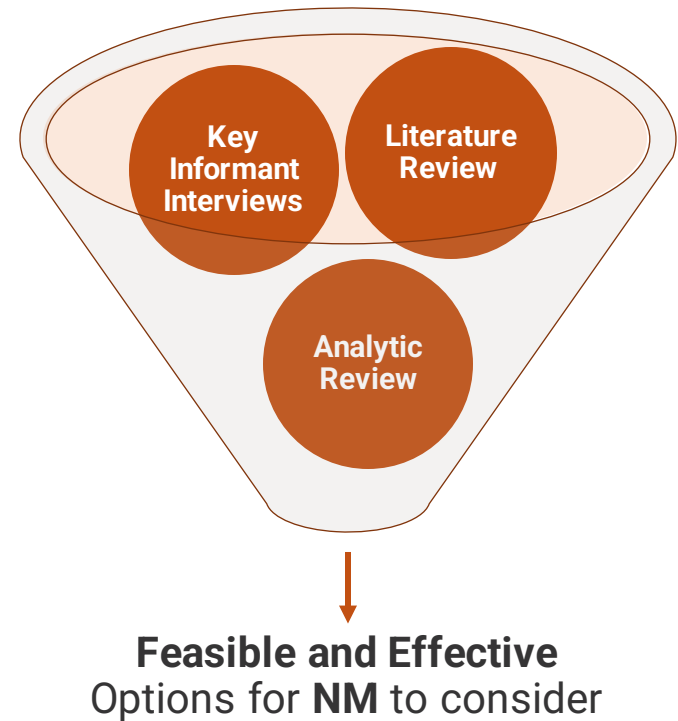 Key
Informant
Interviews
Literature
Review
Analytic
Review
Feasible and Effective
Options for NM to consider